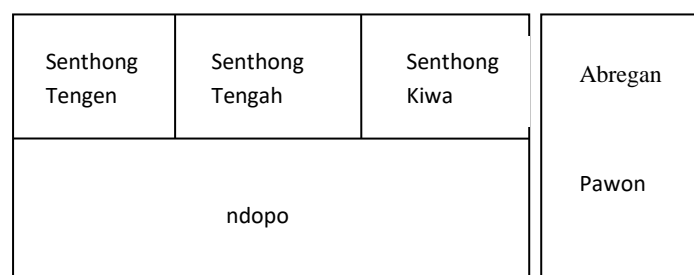 Senthong
Tengen
Senthong
Tengah
Senthong
Kiwa
Abregan
Pawon
ndopo